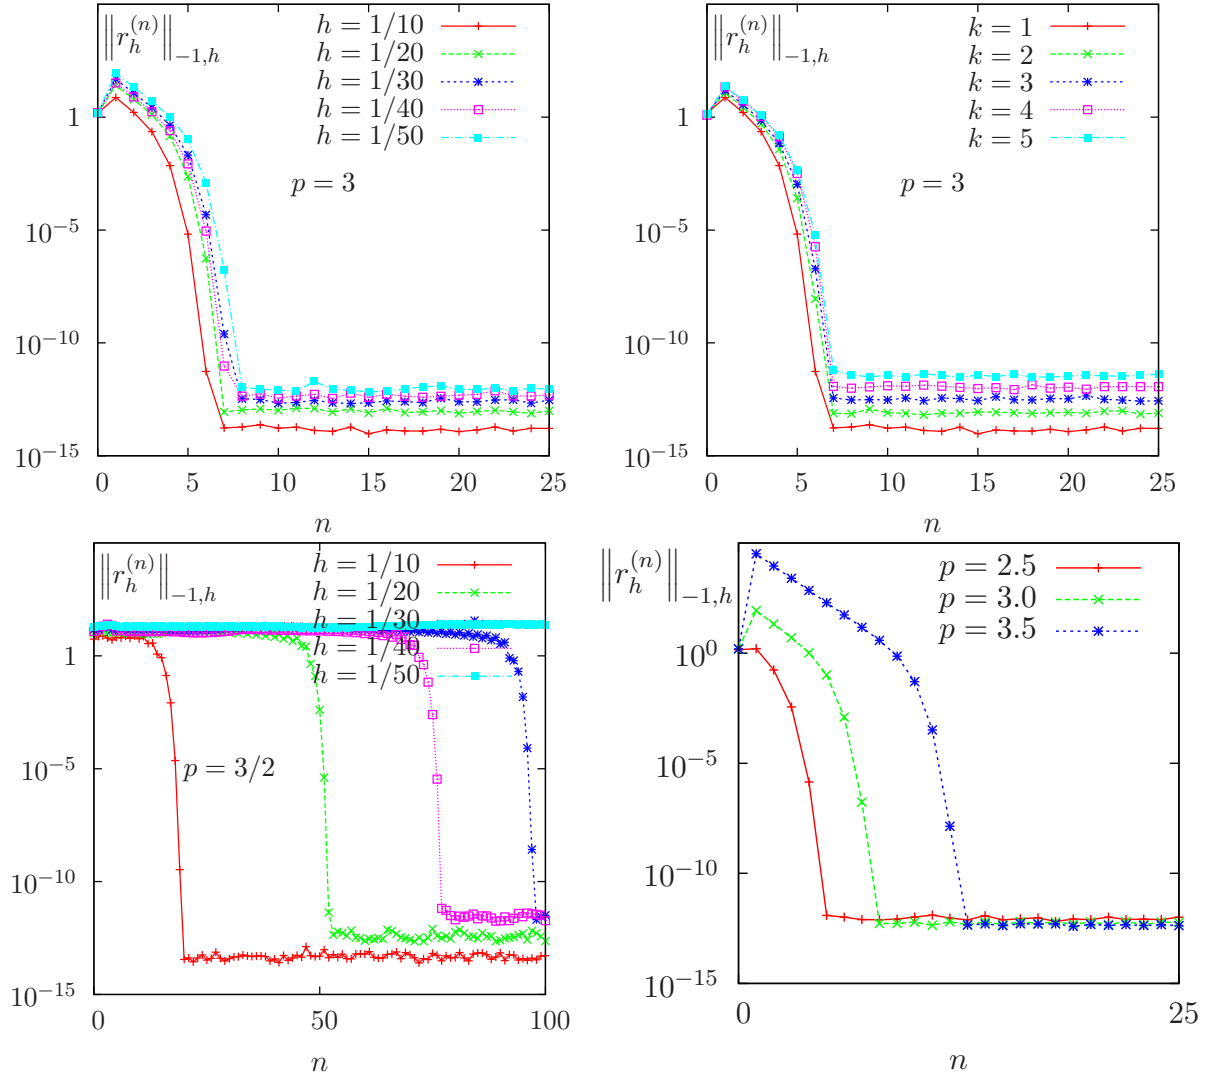 ‖r_h^{(n)}‖_{-1,h}
h = 1/10
h = 1/20
h = 1/30
h = 1/40
h = 1/50
p = 3
1
10^{-5}
10^{-10}
10^{-15}
0 5 10 15 20 25
n
‖r_h^{(n)}‖_{-1,h}
k = 1
k = 2
k = 3
k = 4
k = 5
p = 3
1
10^{-5}
10^{-10}
10^{-15}
0 5 10 15 20 25
n
‖r_h^{(n)}‖_{-1,h}
h = 1/10
h = 1/20
h = 1/30
h = 1/40
h = 1/50
p = 3/2
1
10^{-5}
10^{-10}
10^{-15}
0 50 100
n
‖r_h^{(n)}‖_{-1,h}
p = 2.5
p = 3.0
p = 3.5
10^{0}
10^{-5}
10^{-10}
10^{-15}
0 25
n